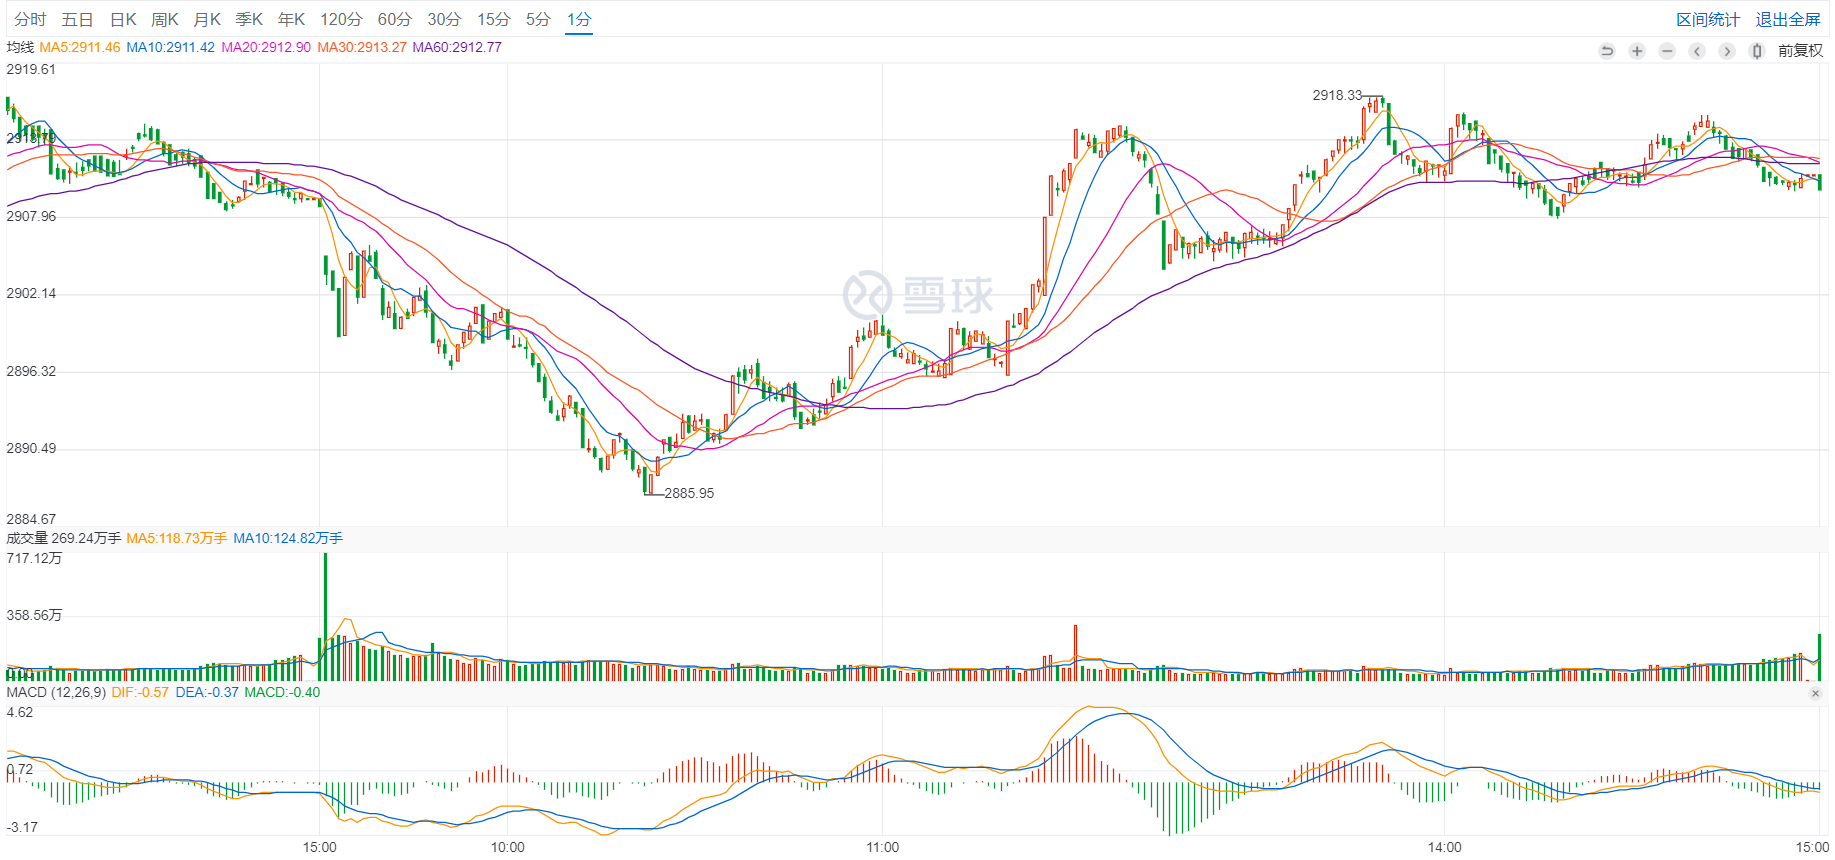 分时 五日 日K 周K 月K 季K 年K 120分 60分 30分 15分 5分 1分 区间统计 退出全屏
均线 MA5:2911.46 MA10:2911.42 MA20:2912.90 MA30:2913.27 MA60:2912.77 前复权
2919.61
2918.33
2913.79
2907.96
2902.14
雪球
2896.32
2890.49
2885.95
2884.67
成交量 269.24万手 MA5:118.73万手 MA10:124.82万手
717.12万
358.56万
0.00
MACD (12,26,9) DIF:-0.57 DEA:-0.37 MACD:-0.40
4.62
0.72
-3.17
15:00 10:00 11:00 14:00 15:00